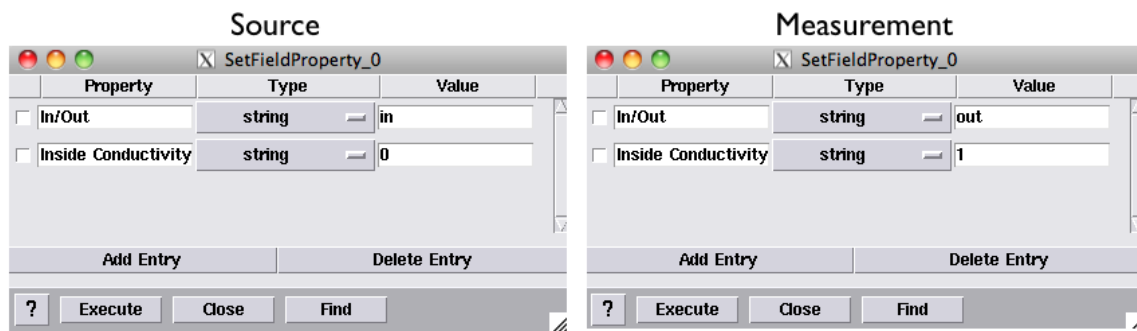 Source
X SetFieldProperty_0
Property Type Value
In/Out string in
Inside Conductivity string 0
Add Entry Delete Entry
? Execute Close Find
Measurement
X SetFieldProperty_0
Property Type Value
In/Out string out
Inside Conductivity string 1
Add Entry Delete Entry
? Execute Close Find